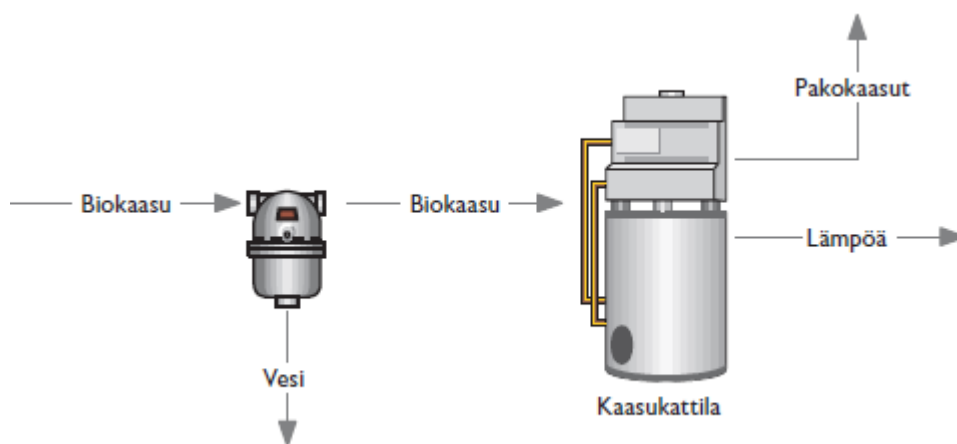 Pakokaasut
Biokaasu
Biokaasu
Lämpöä
Vesi
Kaasukattila